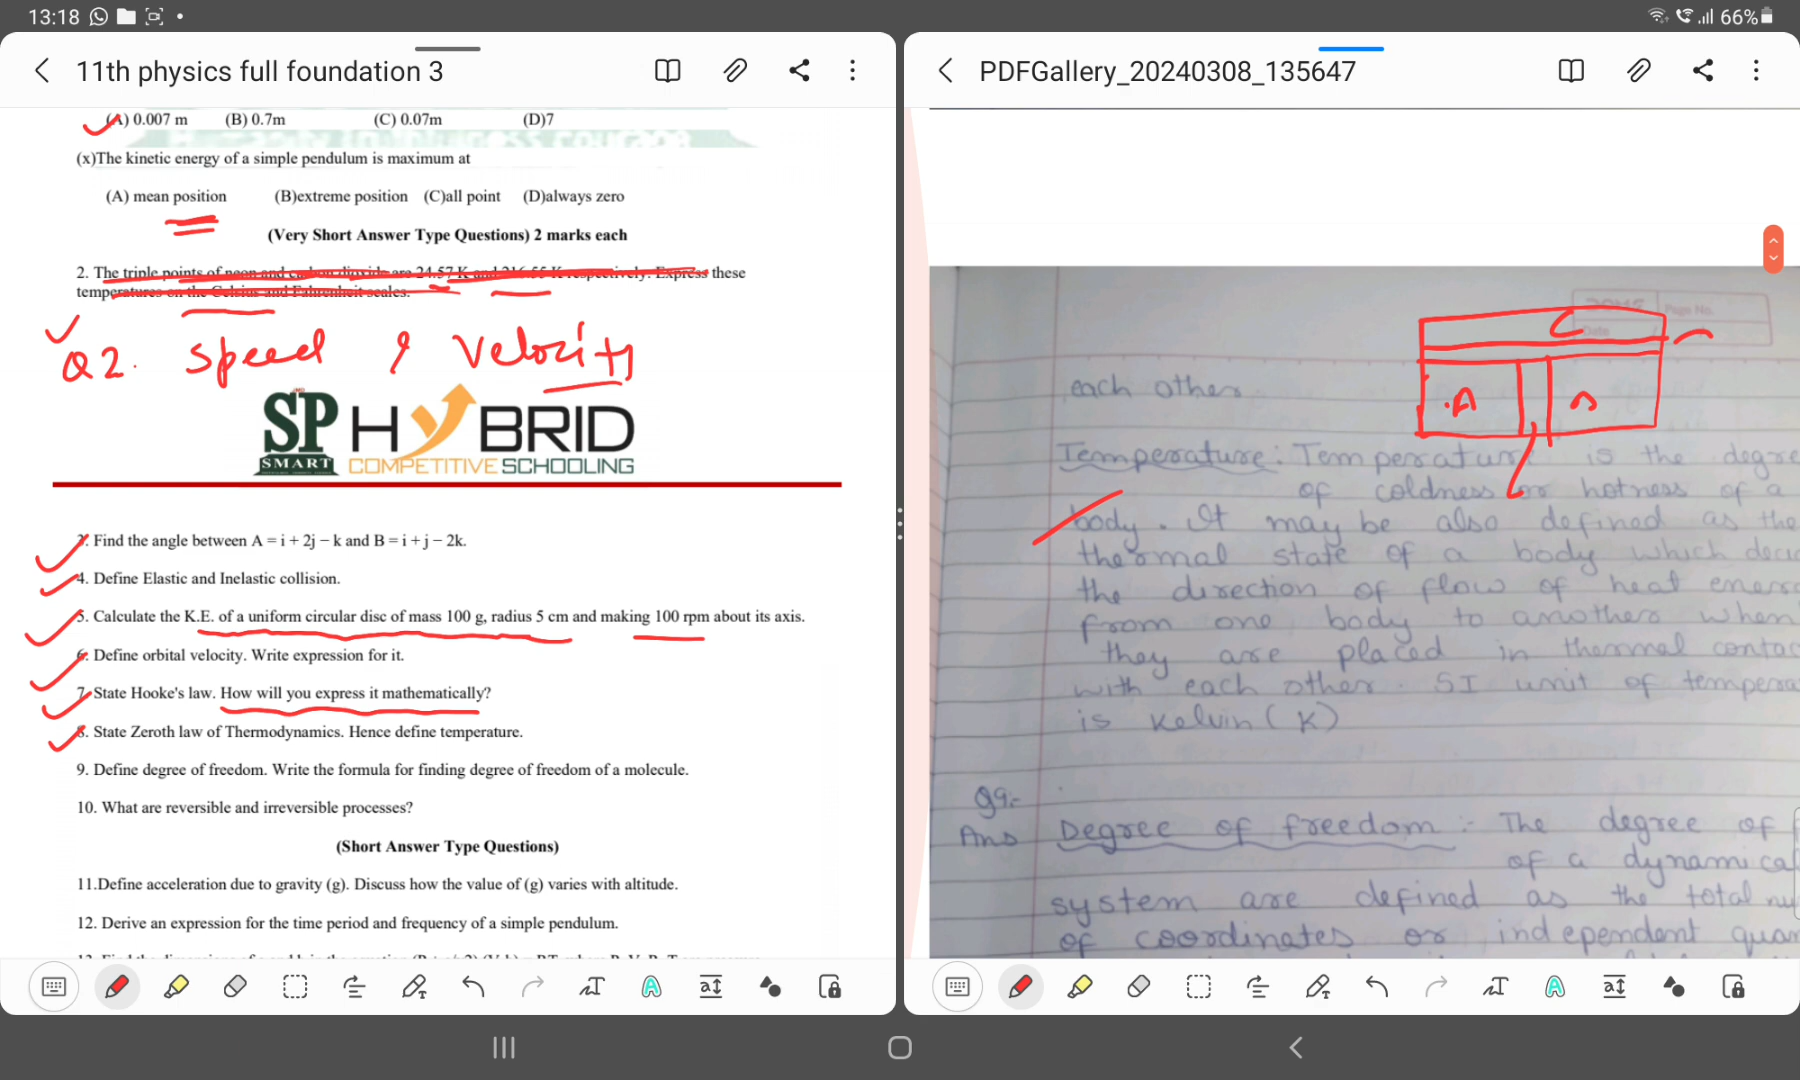 13:18
66%
11th physics full foundation 3
(A) 0.007 m (B) 0.7m (C) 0.07m (D)7
(x)The kinetic energy of a simple pendulum is maximum at
(A) mean position (B)extreme position (C)all point (D)always zero
(Very Short Answer Type Questions) 2 marks each
2. The triple points of neon and carbon dioxide are 24.57 K and 216.55 K respectively. Express these
temperatures on the Celsius and Fahrenheit scales.
Q2. Speed & Velocity
SP HYBRID
SMART COMPETITIVE SCHOOLING
3. Find the angle between A = i + 2j – k and B = i + j – 2k.
4. Define Elastic and Inelastic collision.
5. Calculate the K.E. of a uniform circular disc of mass 100 g, radius 5 cm and making 100 rpm about its axis.
6. Define orbital velocity. Write expression for it.
7. State Hooke's law. How will you express it mathematically?
8. State Zeroth law of Thermodynamics. Hence define temperature.
9. Define degree of freedom. Write the formula for finding degree of freedom of a molecule.
10. What are reversible and irreversible processes?
(Short Answer Type Questions)
11.Define acceleration due to gravity (g). Discuss how the value of (g) varies with altitude.
12. Derive an expression for the time period and frequency of a simple pendulum.
PDFGallery_20240308_135647
Page No.
Date
C
A
each other
Temperature: Temperature is the degre
of coldness or hotness of a
body. It may be also defined as the
thermal state of a body which deci
the direction of flow of heat energ
from one body to another when
they are placed in thermal contac
with each other. SI unit of tempera
is Kelvin (K)
Q9:-
Ans Degree of freedom :- The degree of f
of a dynamical
system are defined as the total nu
of coordinates or independent quan